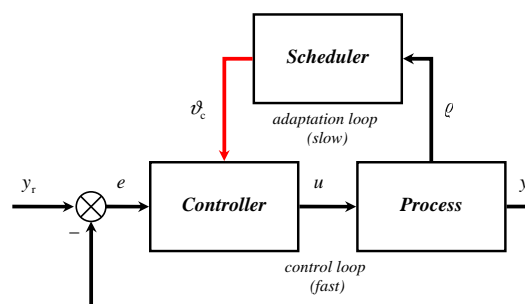 Scheduler
ϑc
ϱ
adaptation loop
(slow)
yr
e
u
y
Controller
Process
−
control loop
(fast)